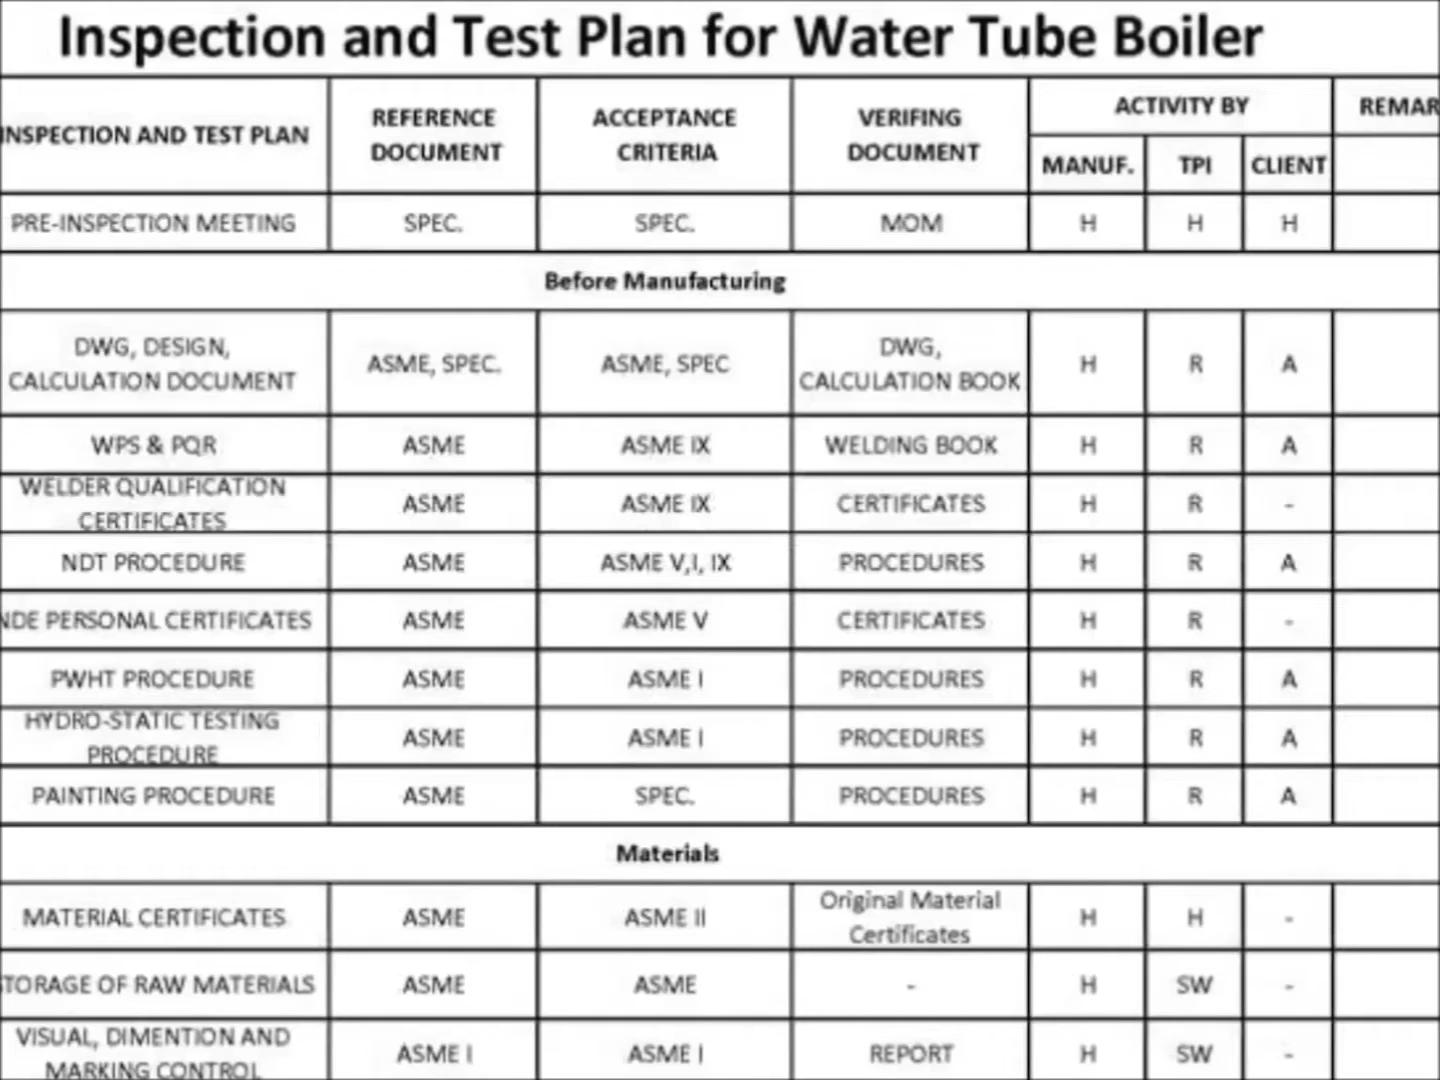 Inspection and Test Plan for Water Tube Boiler
INSPECTION AND TEST PLAN
REFERENCE
DOCUMENT
ACCEPTANCE
CRITERIA
VERIFING
DOCUMENT
ACTIVITY BY
REMAR
MANUF.
TPI
CLIENT
PRE-INSPECTION MEETING
SPEC.
SPEC.
MOM
H
H
H
Before Manufacturing
DWG, DESIGN,
CALCULATION DOCUMENT
ASME, SPEC.
ASME, SPEC
DWG,
CALCULATION BOOK
H
R
A
WPS & PQR
ASME
ASME IX
WELDING BOOK
H
R
A
WELDER QUALIFICATION
CERTIFICATES
ASME
ASME IX
CERTIFICATES
H
R
-
NDT PROCEDURE
ASME
ASME V,I, IX
PROCEDURES
H
R
A
NDE PERSONAL CERTIFICATES
ASME
ASME V
CERTIFICATES
H
R
-
PWHT PROCEDURE
ASME
ASME I
PROCEDURES
H
R
A
HYDRO-STATIC TESTING
PROCEDURE
ASME
ASME I
PROCEDURES
H
R
A
PAINTING PROCEDURE
ASME
SPEC.
PROCEDURES
H
R
A
Materials
MATERIAL CERTIFICATES
ASME
ASME II
Original Material
Certificates
H
H
-
STORAGE OF RAW MATERIALS
ASME
ASME
-
H
SW
-
VISUAL, DIMENTION AND
MARKING CONTROL
ASME I
ASME I
REPORT
H
SW
-